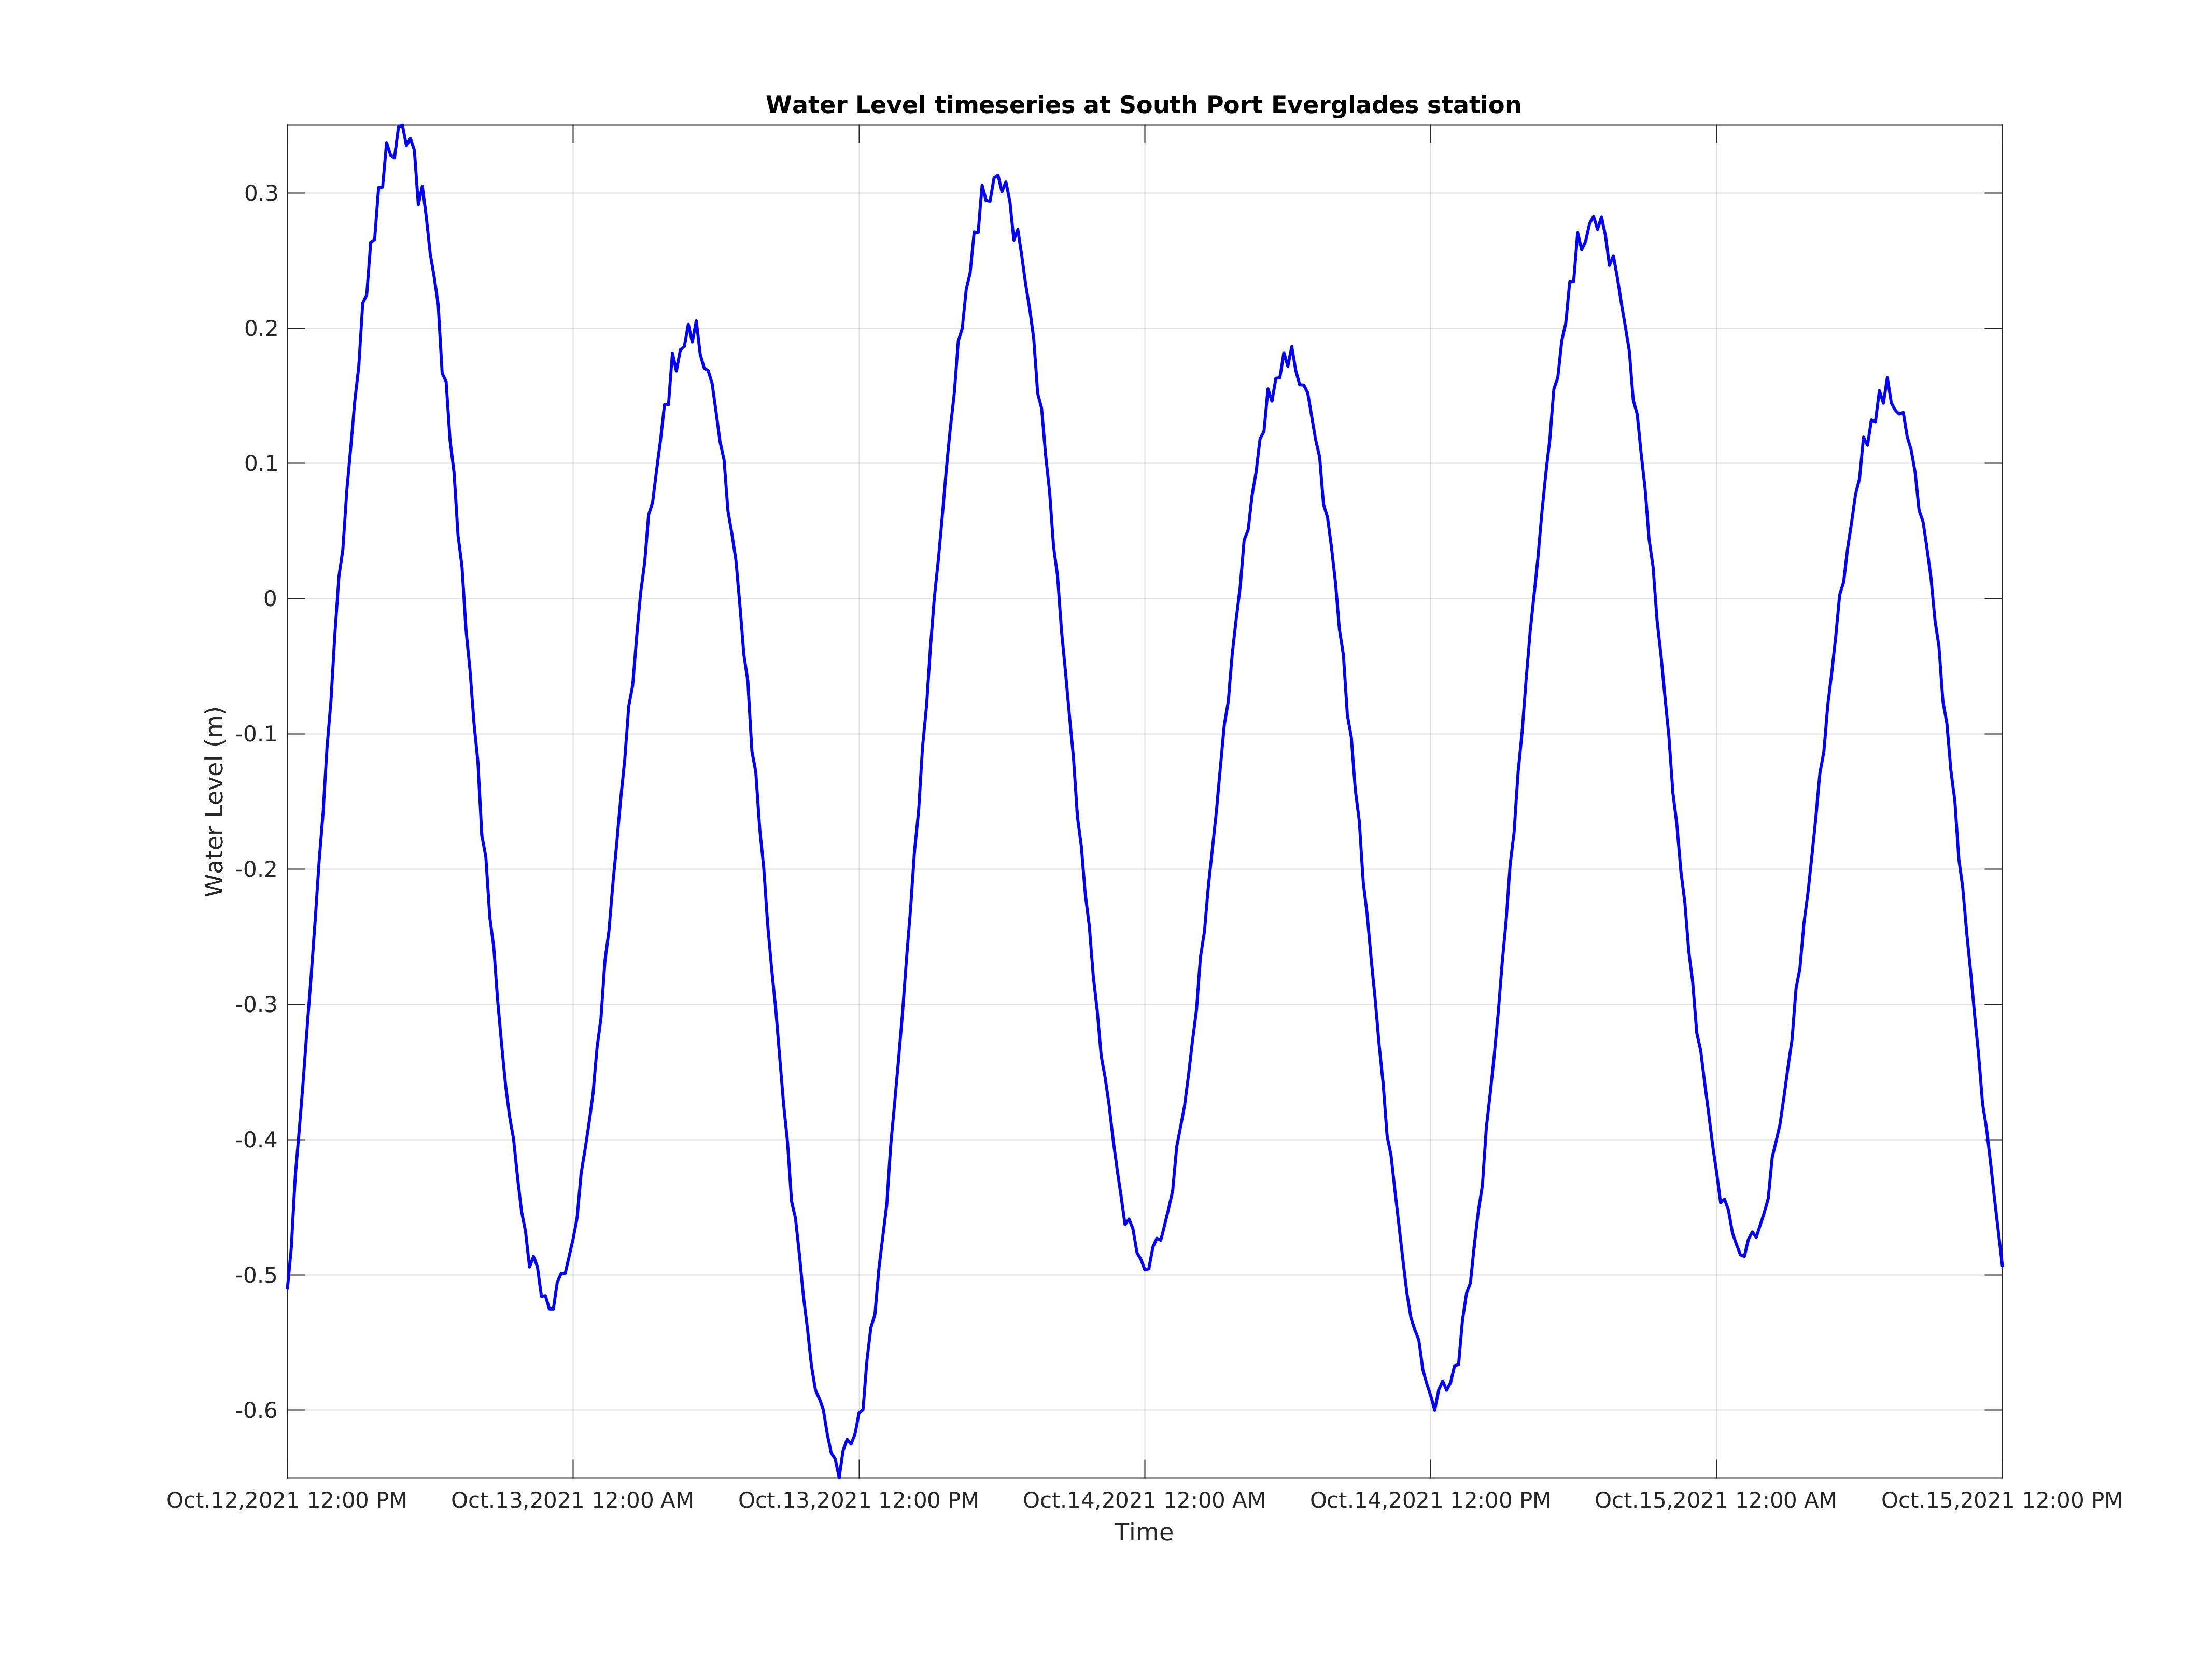 Water Level timeseries at South Port Everglades station
0.3
0.2
0.1
0
-0.1
-0.2
-0.3
-0.4
-0.5
-0.6
Water Level (m)
Oct.12,2021 12:00 PM Oct.13,2021 12:00 AM Oct.13,2021 12:00 PM Oct.14,2021 12:00 AM Oct.14,2021 12:00 PM Oct.15,2021 12:00 AM Oct.15,2021 12:00 PM
Time